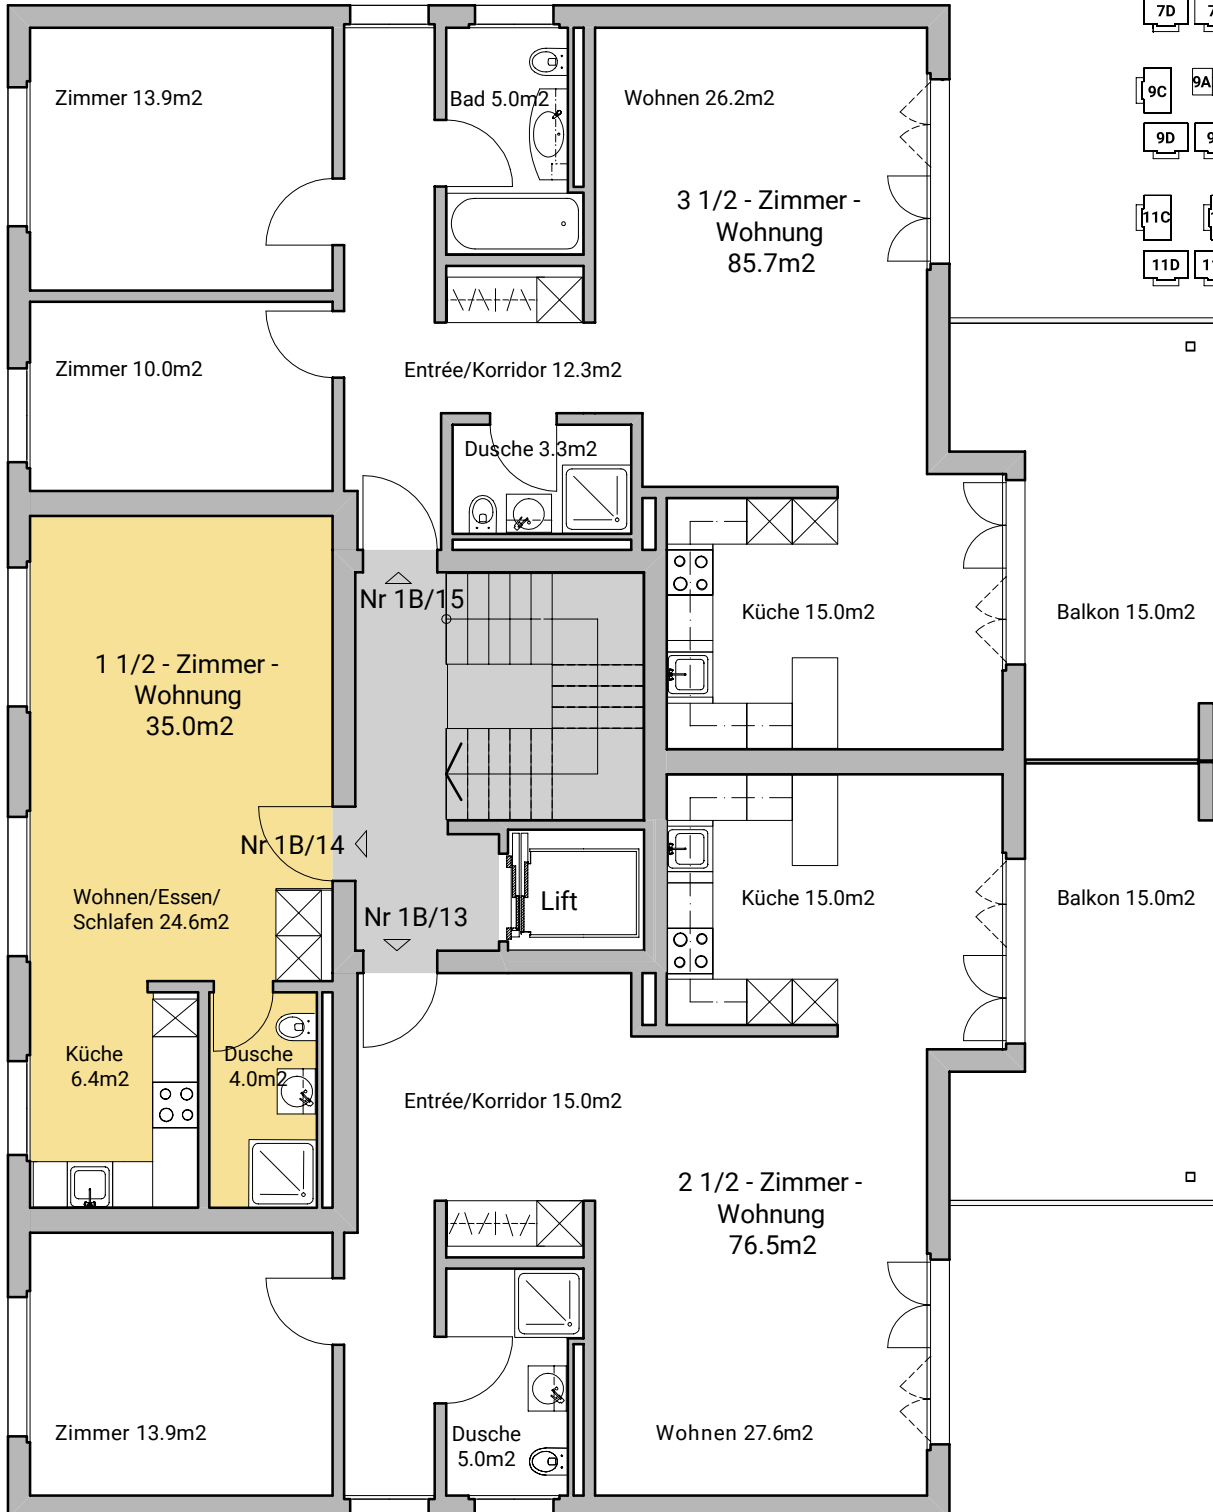 7D
7
Zimmer 13.9m2
Bad 5.0m2
Wohnen 26.2m2
9C
9A
9D
9
3 1/2 - Zimmer -
Wohnung
85.7m2
11C
11D
11
Zimmer 10.0m2
Entrée/Korridor 12.3m2
Dusche 3.3m2
Nr 1B/15
Küche 15.0m2
Balkon 15.0m2
1 1/2 - Zimmer -
Wohnung
35.0m2
Nr 1B/14
Wohnen/Essen/
Schlafen 24.6m2
Nr 1B/13
Lift
Küche 15.0m2
Balkon 15.0m2
Küche
6.4m2
Dusche
4.0m2
Entrée/Korridor 15.0m2
2 1/2 - Zimmer -
Wohnung
76.5m2
Zimmer 13.9m2
Dusche
5.0m2
Wohnen 27.6m2